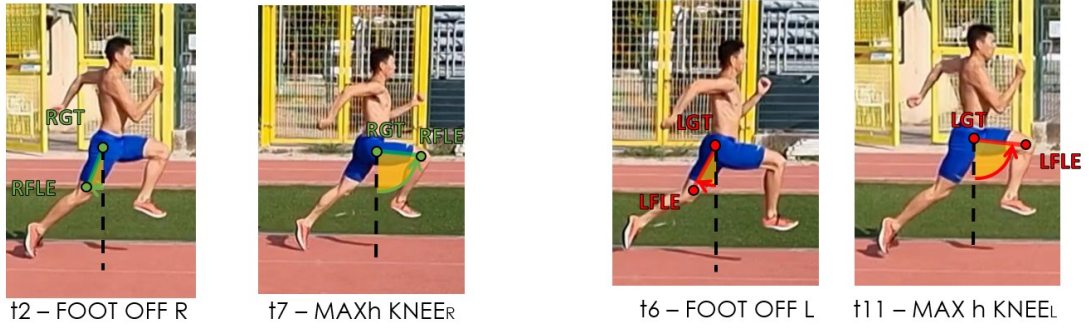 RGT
RFLE
t2 – FOOT OFF R
RGT
RFLE
t7 – MAXh KNEER
LGT
LFLE
t6 – FOOT OFF L
LGT
LFLE
t11 – MAX h KNEEL